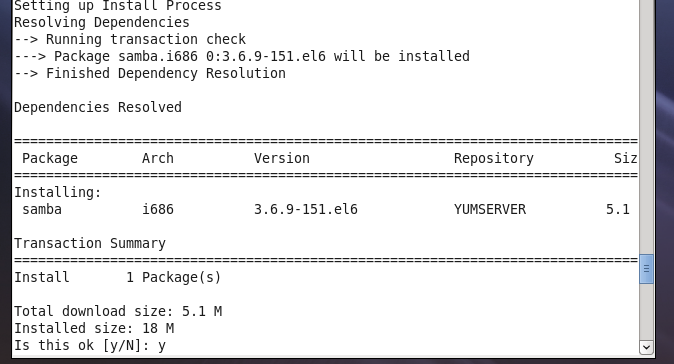 Setting up Install Process
Resolving Dependencies
--> Running transaction check
---> Package samba.i686 0:3.6.9-151.el6 will be installed
--> Finished Dependency Resolution
Dependencies Resolved
================================================================================
Package Arch Version Repository Siz
================================================================================
Installing:
samba i686 3.6.9-151.el6 YUMSERVER 5.1
Transaction Summary
================================================================================
Install 1 Package(s)
Total download size: 5.1 M
Installed size: 18 M
Is this ok [y/N]: y